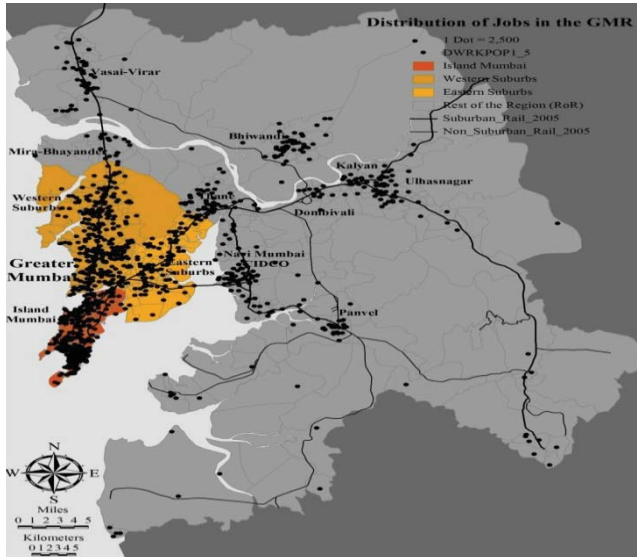 Distribution of Jobs in the GMR
1 Dot = 2,500
DWRKPOP1_5
Island Mumbai
Western Suburbs
Eastern Suburbs
Rest of the Region (RoR)
Suburban_Rail_2005
Non_Suburban_Rail_2005
Vasai-Virar
Bhiwandi
Mira-Bhayander
Kalyan
Ulhasnagar
Western
Suburbs
Thane
Dombivali
Greater
Mumbai
Eastern
Suburbs
Navi Mumbai
CIDCO
Island
Mumbai
Panvel
N
W
E
S
Miles
0 1 2 3 4 5
Kilometers
0 1 2 3 4 5